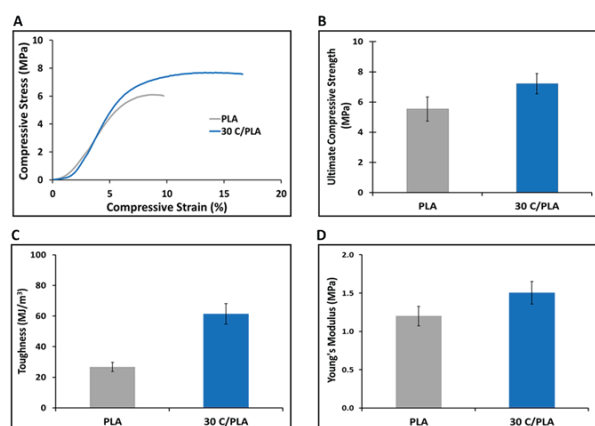 A
Compressive Stress (MPa)
8
6
4
2
0
0 5 10 15 20
Compressive Strain (%)
PLA
30 C/PLA
B
Ultimate Compressive Strength
(MPa)
10
8
6
4
2
0
PLA 30 C/PLA
C
Toughness (MJ/m³)
100
80
60
40
20
0
PLA 30 C/PLA
D
Young's Modulus (MPa)
2.0
1.5
1.0
0.5
0.0
PLA 30 C/PLA